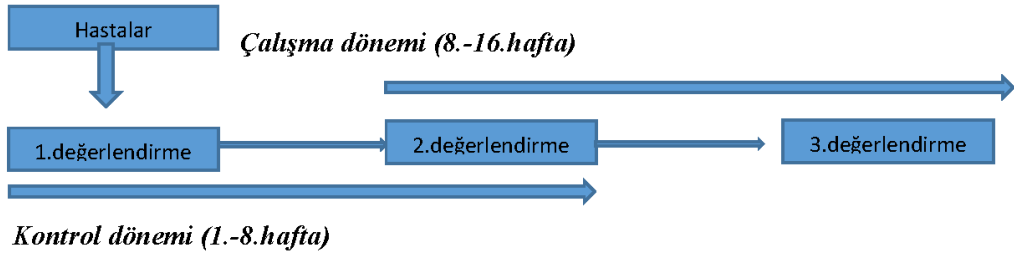 Hastalar
Çalışma dönemi (8.-16.hafta)
1.değerlendirme
2.değerlendirme
3.değerlendirme
Kontrol dönemi (1.-8.hafta)